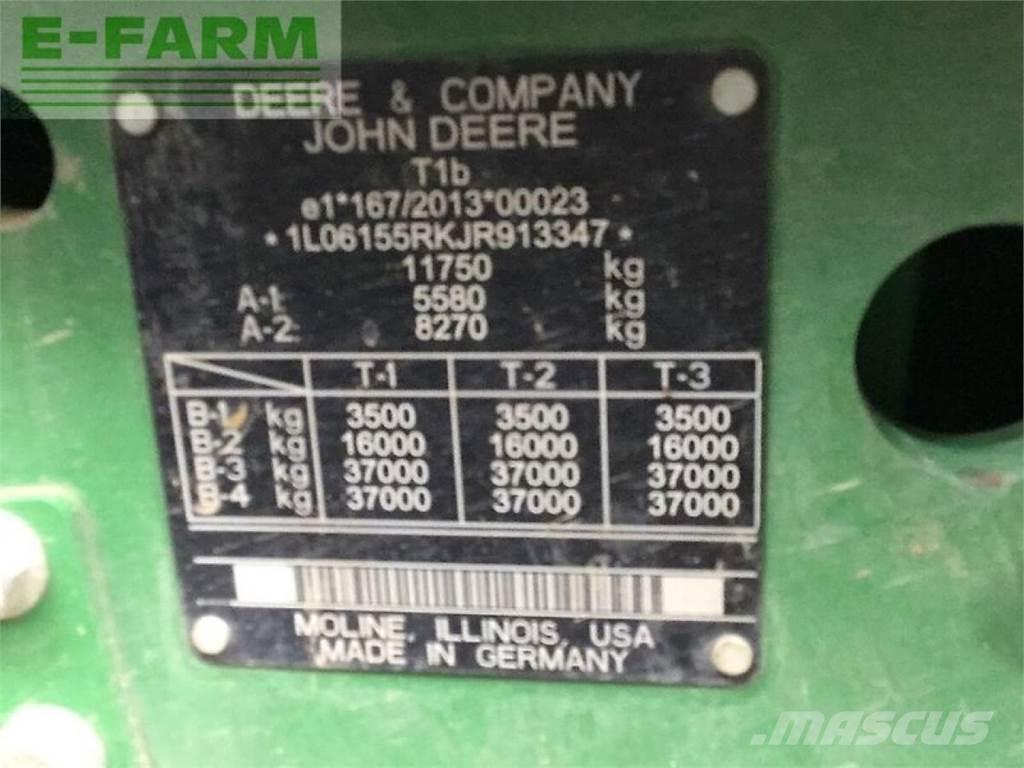 E-FARM
DEERE & COMPANY
JOHN DEERE
T1b
e1*167/2013*00023
*1L06155RKJR913347*
11750 kg
A-1: 5580 kg
A-2: 8270 kg
T-1 T-2 T-3
B-1 kg 3500 3500 3500
B-2 kg 16000 16000 16000
B-3 kg 37000 37000 37000
B-4 kg 37000 37000 37000
MOLINE, ILLINOIS, USA
MADE IN GERMANY
MASCUS